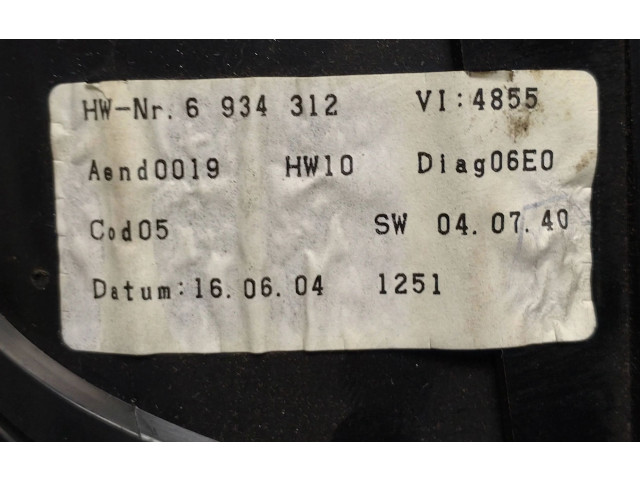 HW-Nr. 6 934 312 VI:4855
Aend0019 HW10 Diag06E0
Cod05 SW 04.07.40
Datum:16.06.04 1251